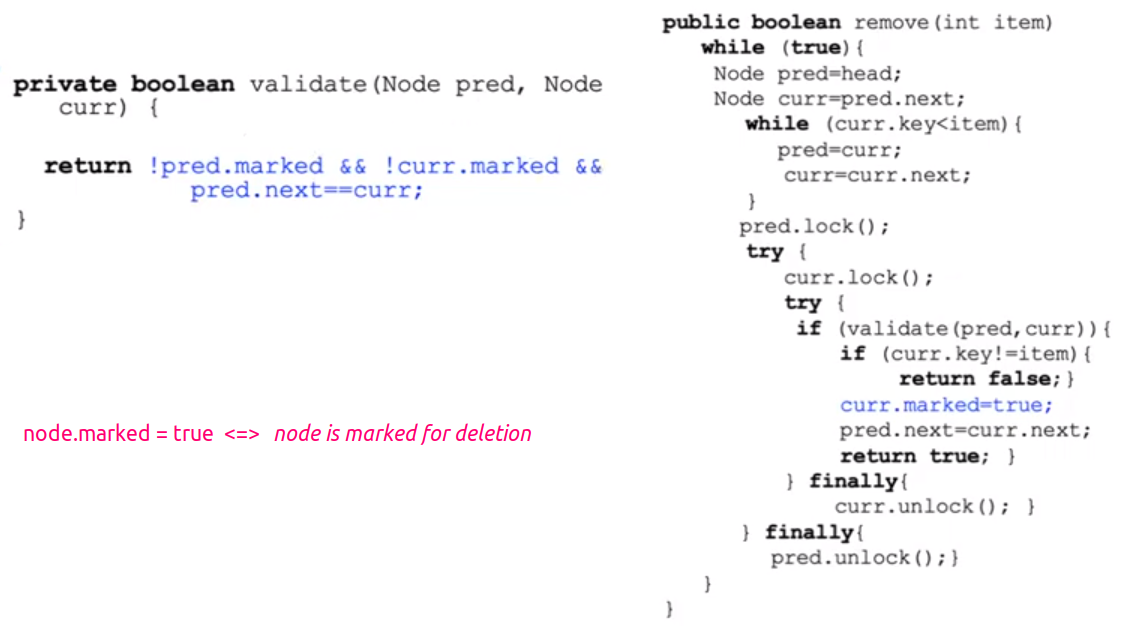 private boolean validate(Node pred, Node
curr) {
return !pred.marked && !curr.marked &&
pred.next==curr;
}
node.marked = true <=> node is marked for deletion
public boolean remove(int item)
while (true){
Node pred=head;
Node curr=pred.next;
while (curr.key<item){
pred=curr;
curr=curr.next;
}
pred.lock();
try {
curr.lock();
try {
if (validate(pred,curr)){
if (curr.key!=item){
return false;}
curr.marked=true;
pred.next=curr.next;
return true; }
} finally{
curr.unlock(); }
} finally{
pred.unlock();}
}
}